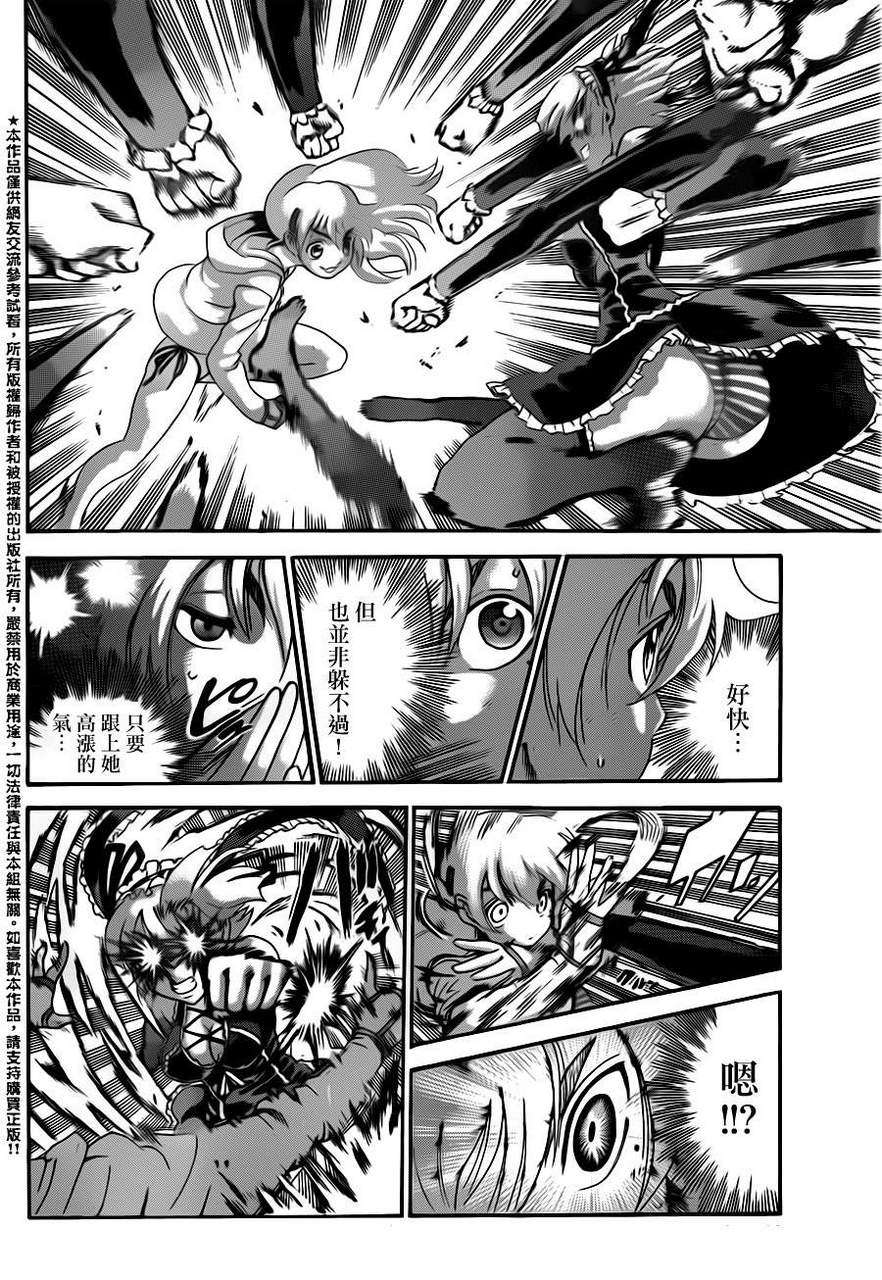 ★本作品僅供網友交流參考試看，所有版權歸作者和被授權的出版社所有，嚴禁用於商業用途，一切法律責任與本組無關。如喜歡本作品，請支持購買正版!!
好快…
但
也並非躲不過！
只要
跟上她
高漲的
氣…
ピ
嗯!!?